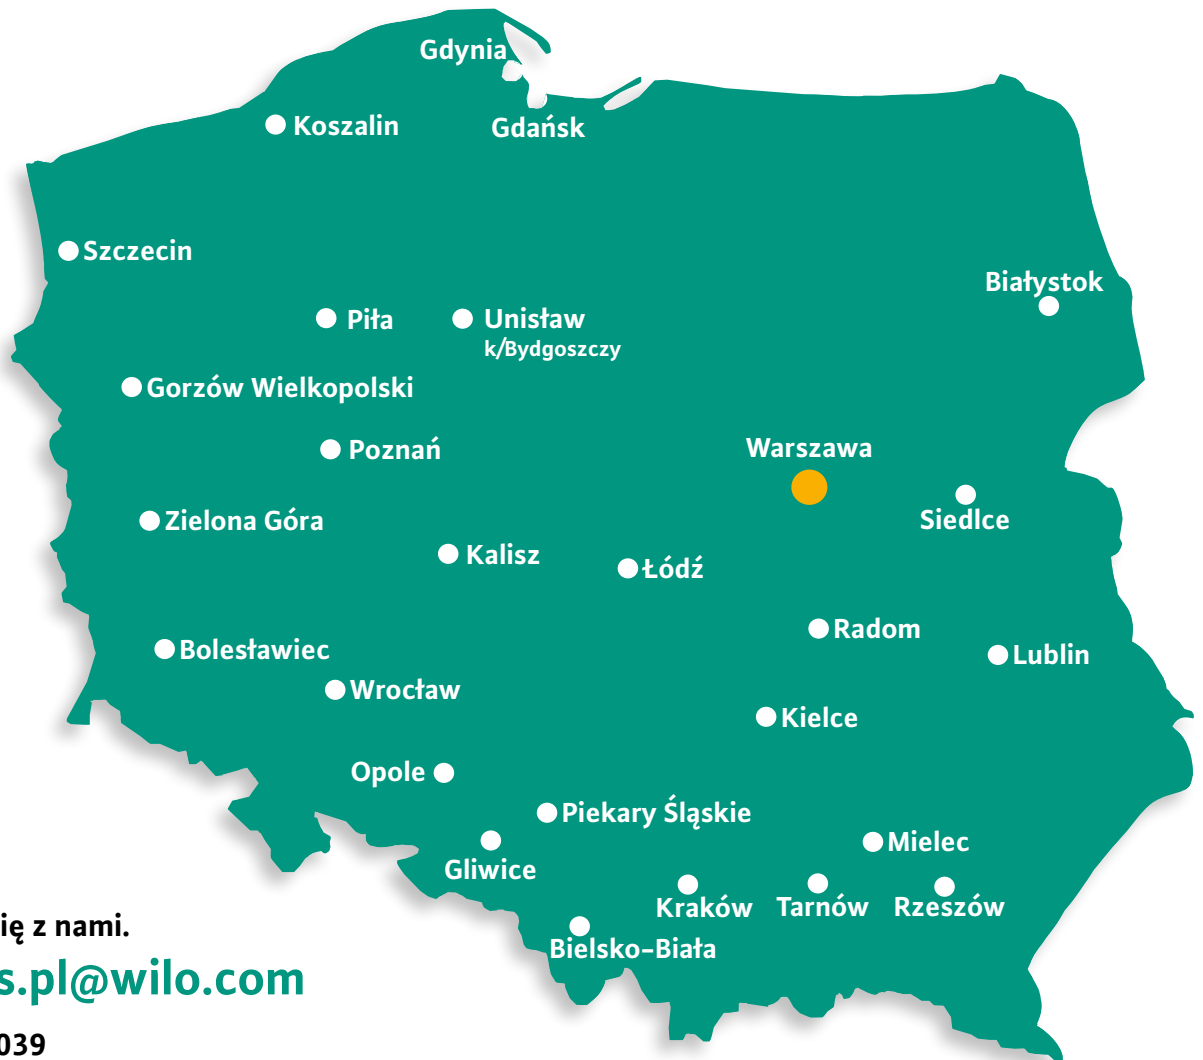 Gdynia
Koszalin
Gdańsk
Szczecin
Białystok
Piła
Unisław
k/Bydgoszczy
Gorzów Wielkopolski
Poznań
Warszawa
Siedlce
Zielona Góra
Kalisz
Łódź
Radom
Bolesławiec
Lublin
Wrocław
Kielce
Opole
Piekary Śląskie
Mielec
Gliwice
Kraków
Tarnów
Rzeszów
ię z nami.
Bielsko-Biała
s.pl@wilo.com
039